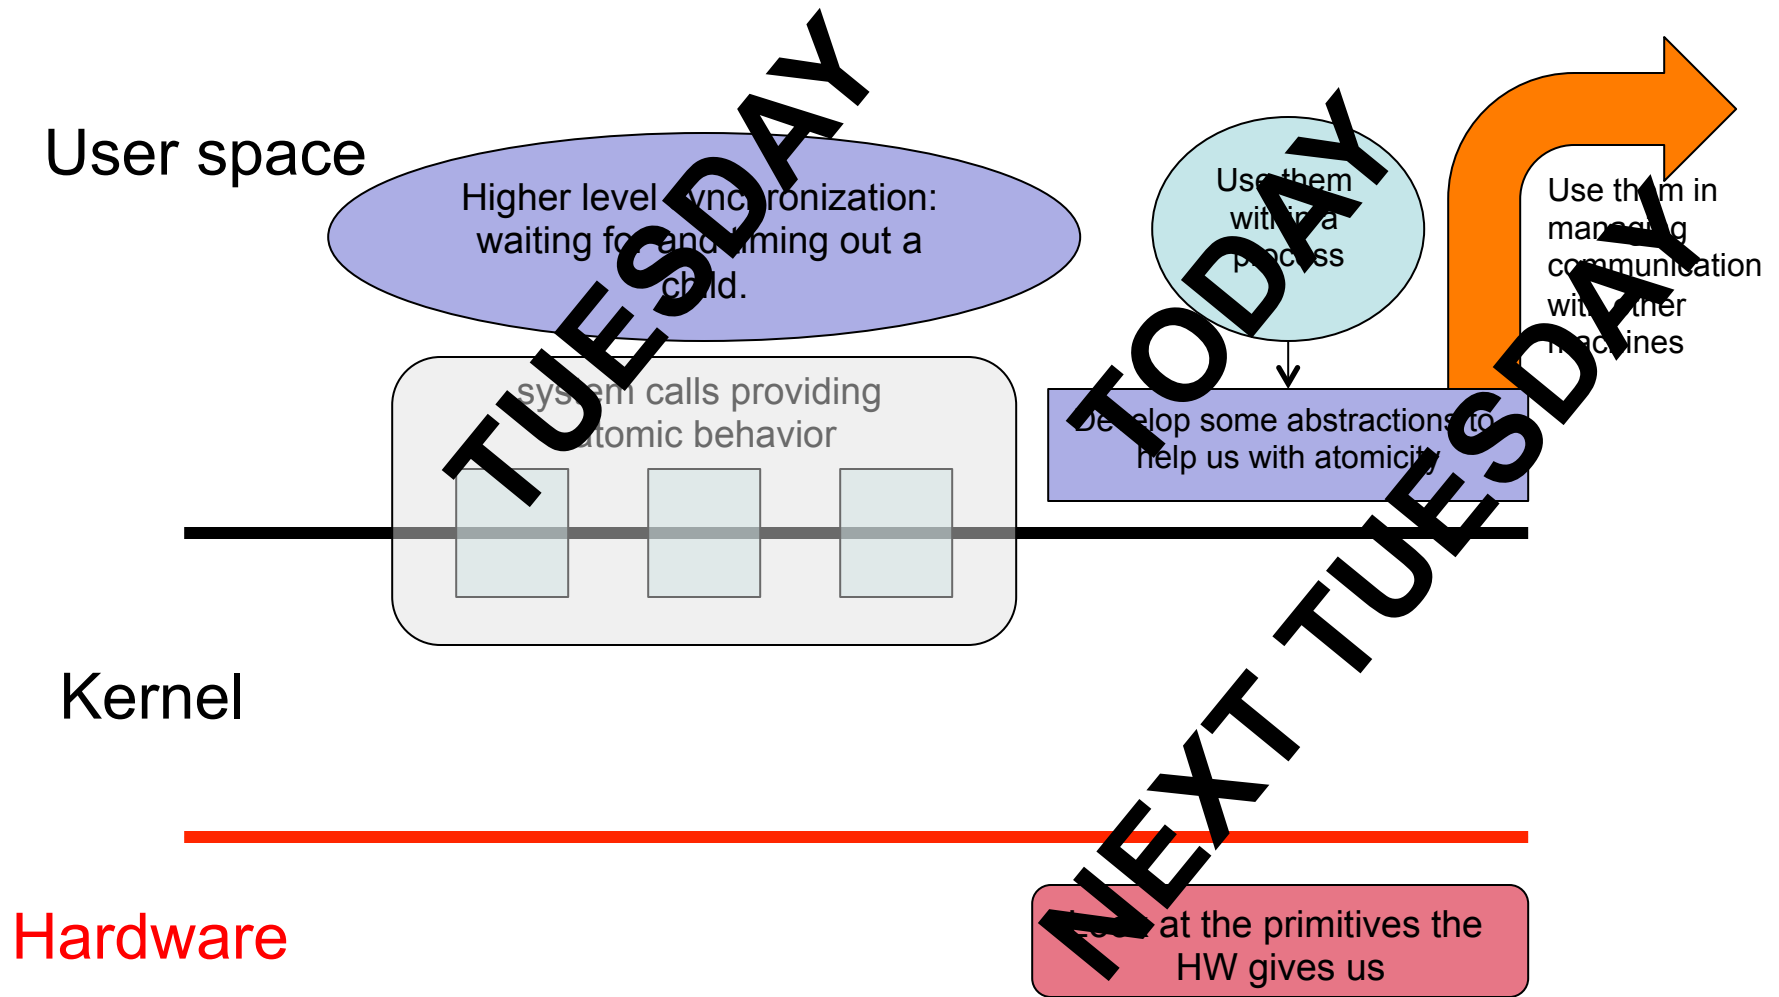 User space
TUESDAY
Higher level synchronization:
waiting for and timing out a
child.
system calls providing
atomic behavior
TODAY
Use them
within a
process
Develop some abstractions to
help us with atomicity
NEXT TUESDAY
Use them in
managing
communication
with other
machines
Kernel
Hardware
Look at the primitives the
HW gives us